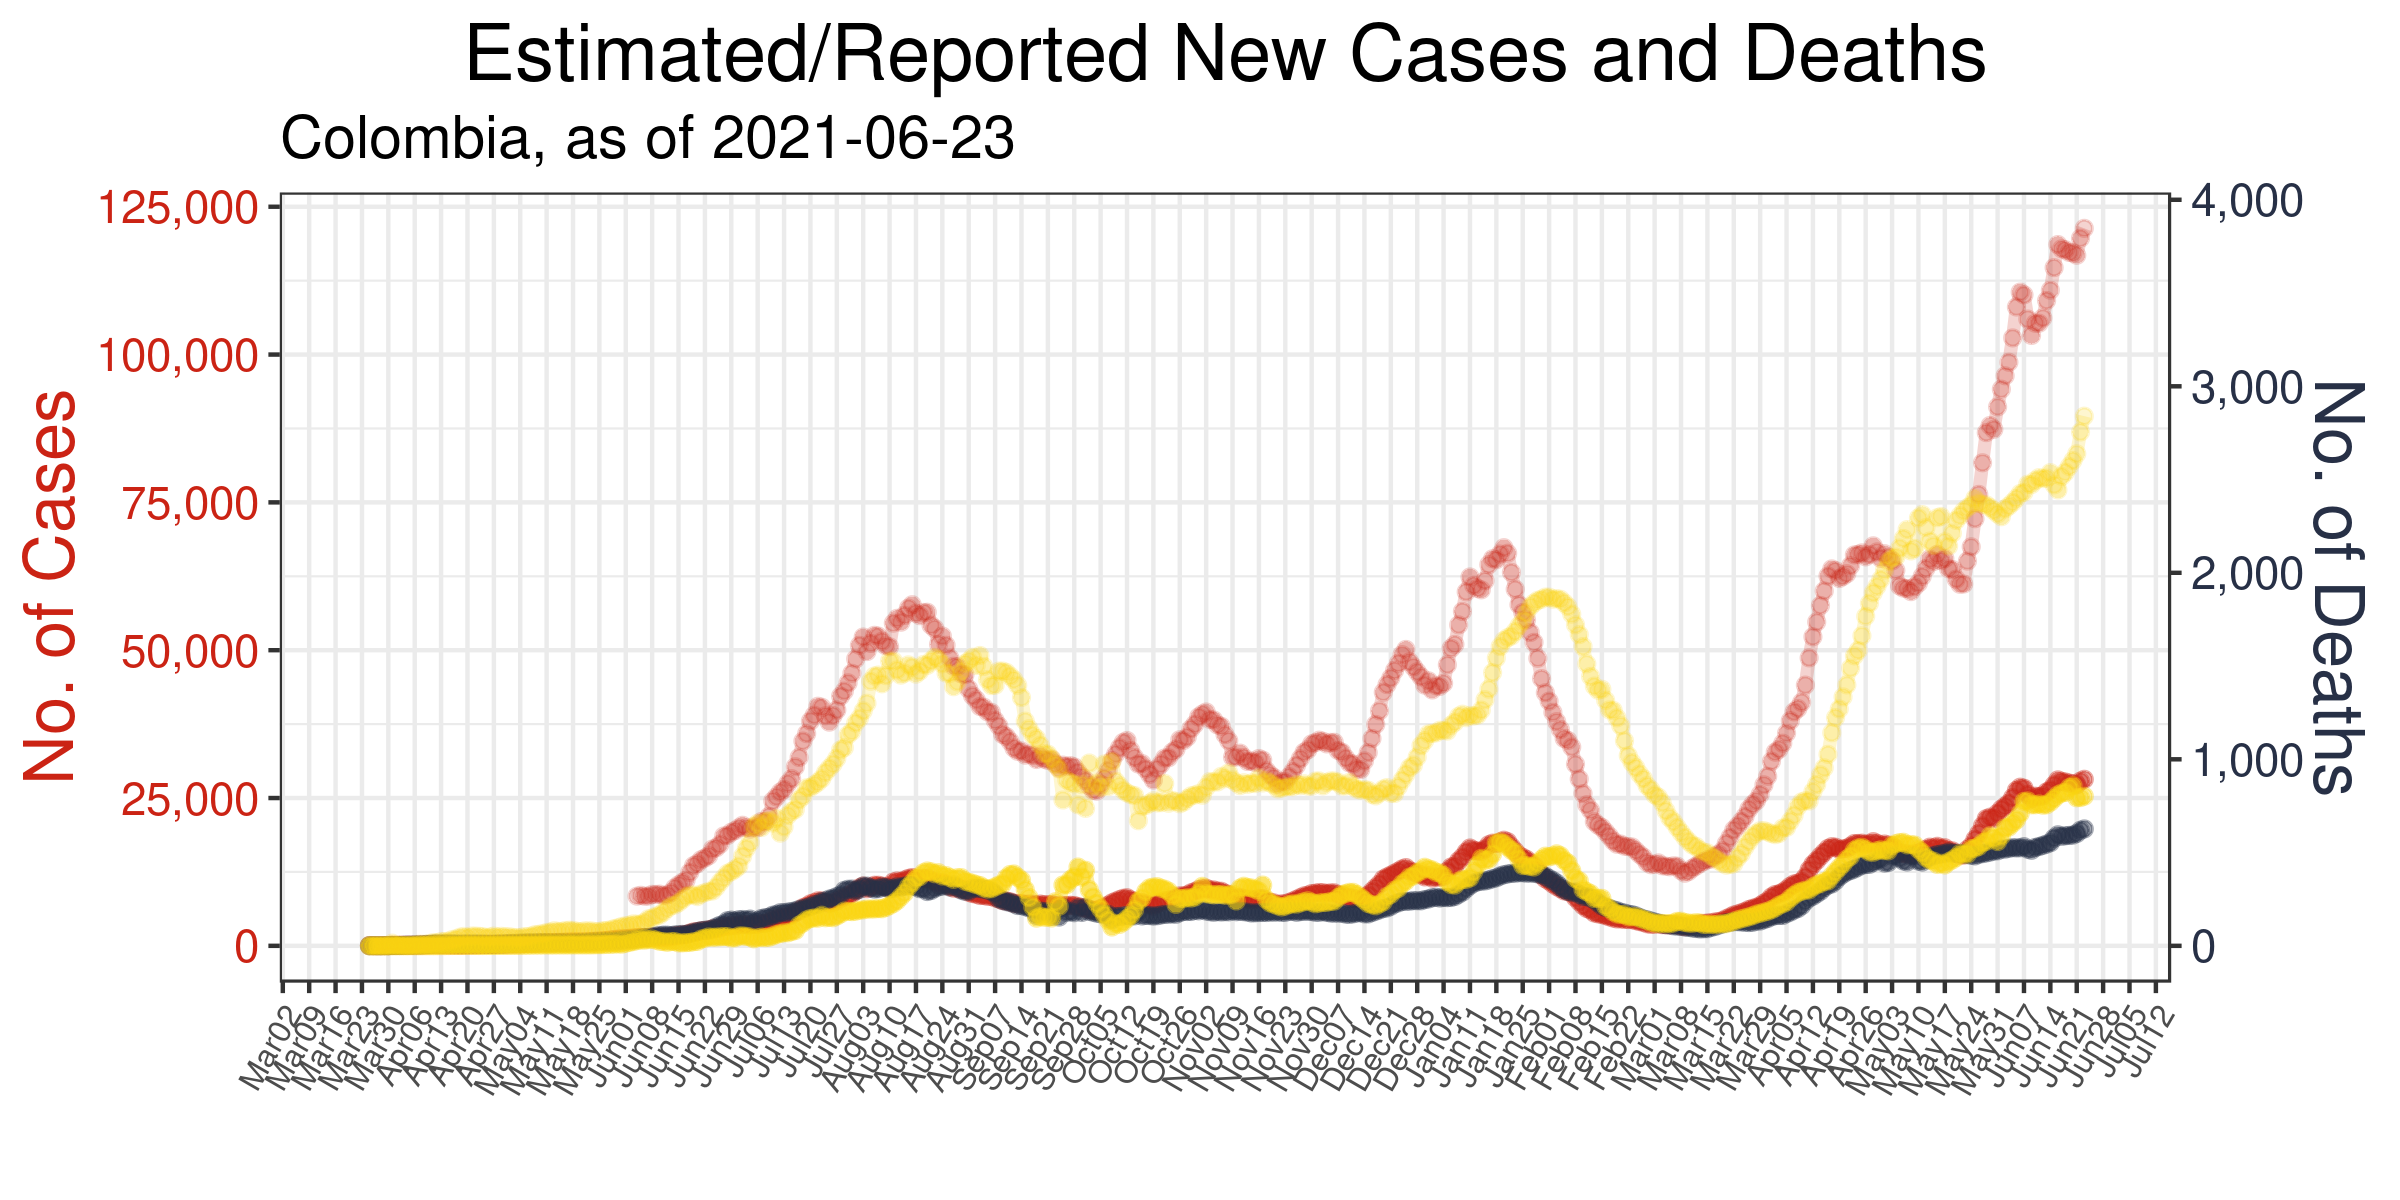 Estimated/Reported New Cases and Deaths
Colombia, as of 2021-06-23
No. of Cases
125,000
100,000
75,000
50,000
25,000
0
4,000
3,000
2,000
1,000
0
No. of Deaths
Mar02
Mar09
Mar16
Mar23
Mar30
Apr06
Apr13
Apr20
Apr27
May04
May11
May18
May25
Jun01
Jun08
Jun15
Jun22
Jun29
Jul06
Jul13
Jul20
Jul27
Aug03
Aug10
Aug17
Aug24
Aug31
Sep07
Sep14
Sep21
Sep28
Oct05
Oct12
Oct19
Oct26
Nov02
Nov09
Nov16
Nov23
Nov30
Dec07
Dec14
Dec21
Dec28
Jan04
Jan11
Jan18
Jan25
Feb01
Feb08
Feb15
Feb22
Mar01
Mar08
Mar15
Mar22
Mar29
Apr05
Apr12
Apr19
Apr26
May03
May10
May17
May24
May31
Jun07
Jun14
Jun21
Jun28
Jul05
Jul12